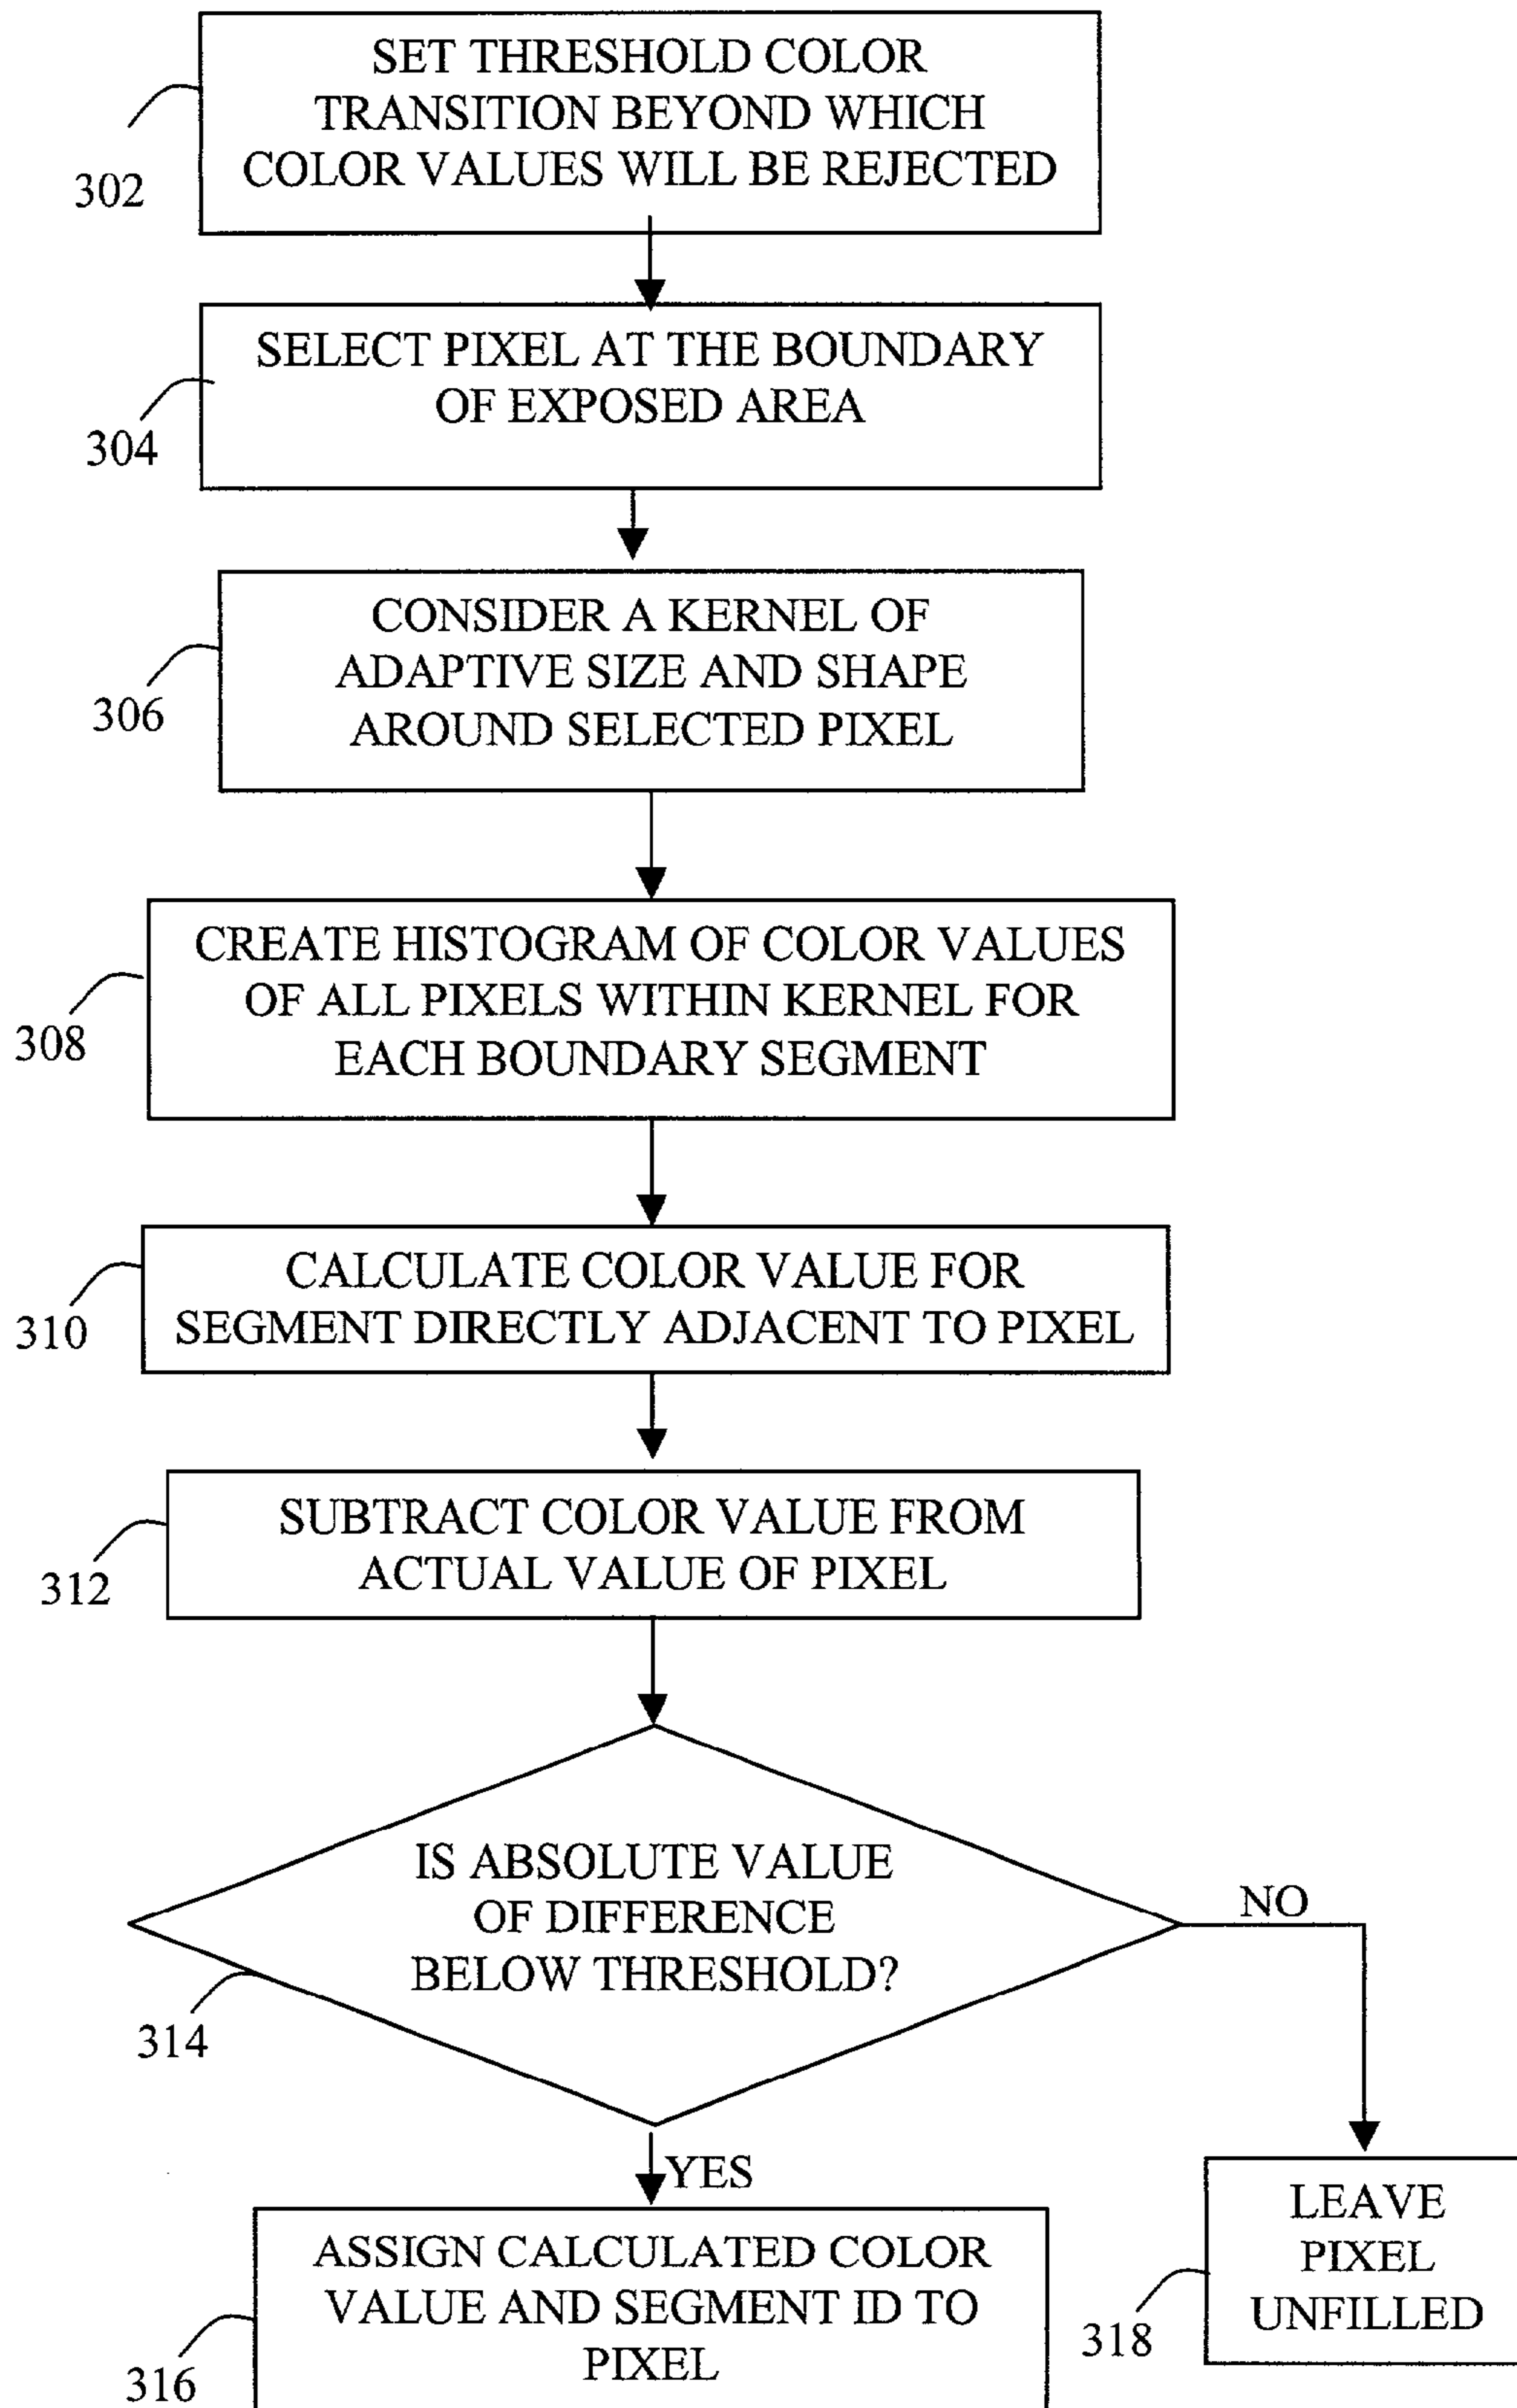 SET THRESHOLD COLOR
TRANSITION BEYOND WHICH
COLOR VALUES WILL BE REJECTED
302
SELECT PIXEL AT THE BOUNDARY
OF EXPOSED AREA
304
CONSIDER A KERNEL OF
ADAPTIVE SIZE AND SHAPE
AROUND SELECTED PIXEL
306
CREATE HISTOGRAM OF COLOR VALUES
OF ALL PIXELS WITHIN KERNEL FOR
EACH BOUNDARY SEGMENT
308
CALCULATE COLOR VALUE FOR
SEGMENT DIRECTLY ADJACENT TO PIXEL
310
SUBTRACT COLOR VALUE FROM
ACTUAL VALUE OF PIXEL
312
IS ABSOLUTE VALUE
OF DIFFERENCE
BELOW THRESHOLD?
314
NO
YES
ASSIGN CALCULATED COLOR
VALUE AND SEGMENT ID TO
PIXEL
316
LEAVE
PIXEL
UNFILLED
318